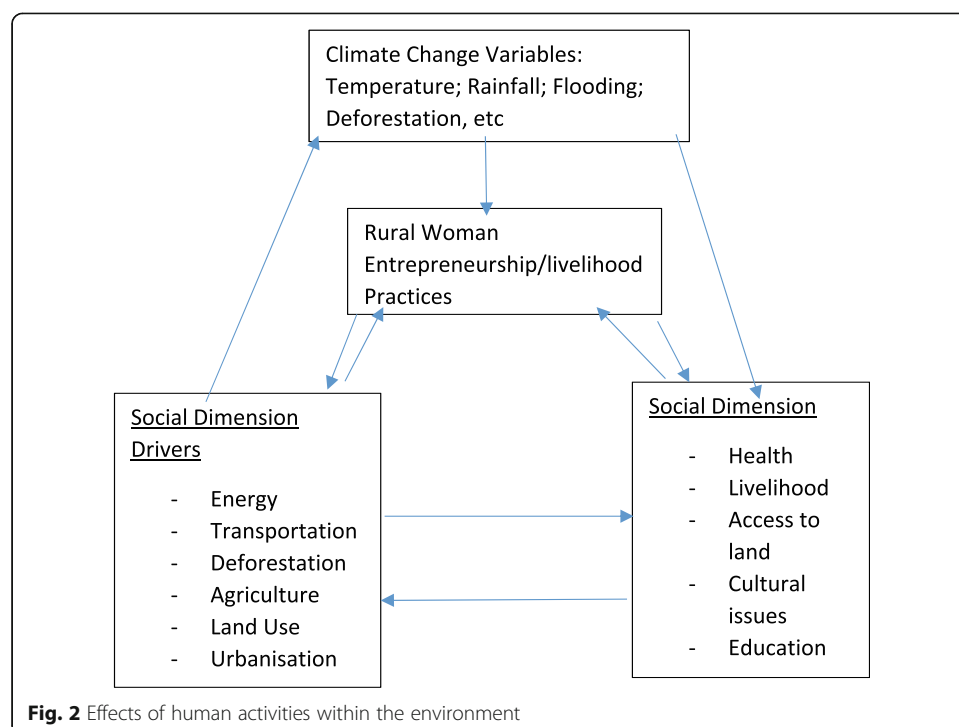 Climate Change Variables:
Temperature; Rainfall; Flooding;
Deforestation, etc
Rural Woman
Entrepreneurship/livelihood
Practices
Social Dimension
Drivers
- Energy
- Transportation
- Deforestation
- Agriculture
- Land Use
- Urbanisation
Social Dimension
- Health
- Livelihood
- Access to
land
- Cultural
issues
- Education
Fig. 2 Effects of human activities within the environment